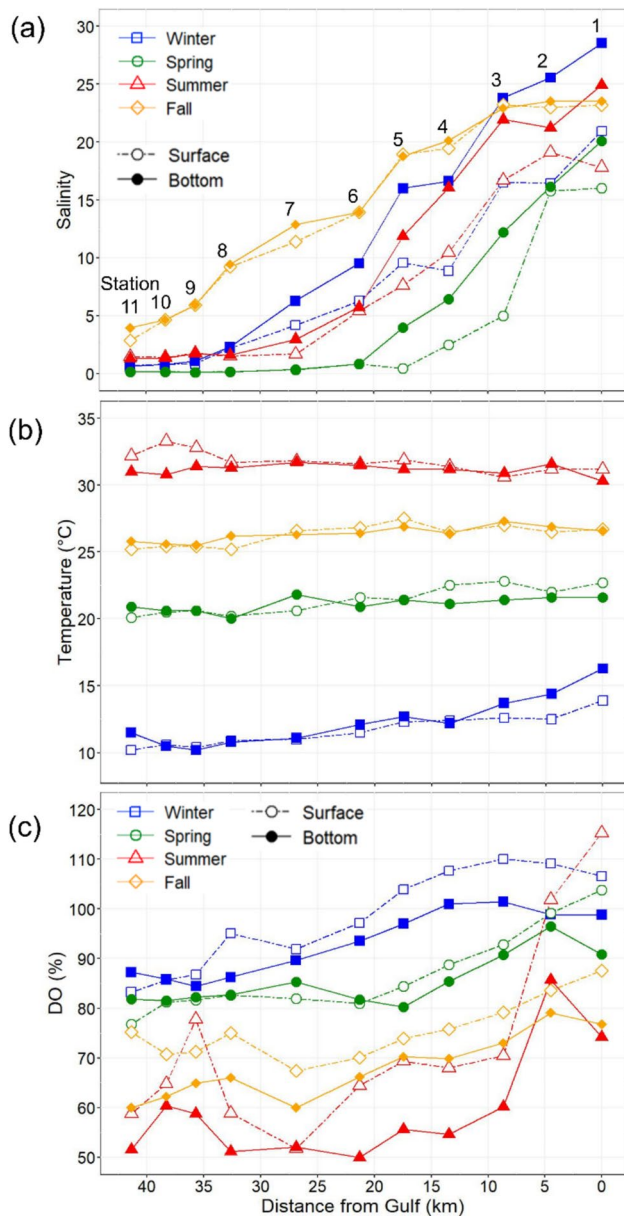 (a)
30
25
20
15
10
5
0
Salinity
Winter
Spring
Summer
Fall
Surface
Bottom
Station
11
10
9
8
7
6
5
4
3
2
1
(b)
35
30
25
20
15
10
Temperature (°C)
(c)
120
110
100
90
80
70
60
50
DO (%)
Winter
Spring
Summer
Fall
Surface
Bottom
40 35 30 25 20 15 10 5 0
Distance from Gulf (km)